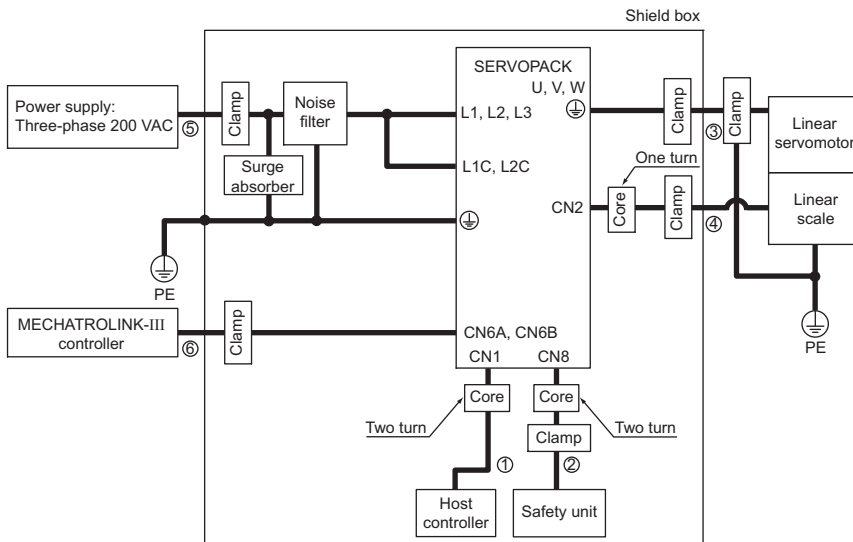 Shield box
SERVOPACK
U, V, W
Power supply:
Three-phase 200 VAC
⑤
Clamp
Noise
filter
L1, L2, L3
Clamp
③
Clamp
Linear
servomotor
Surge
absorber
L1C, L2C
One turn
CN2
Core
Clamp
④
Linear
scale
PE
MECHATROLINK-III
controller
⑥
Clamp
CN6A, CN6B
CN1
CN8
PE
Core
Core
Two turn
Two turn
Clamp
①
②
Host
controller
Safety unit